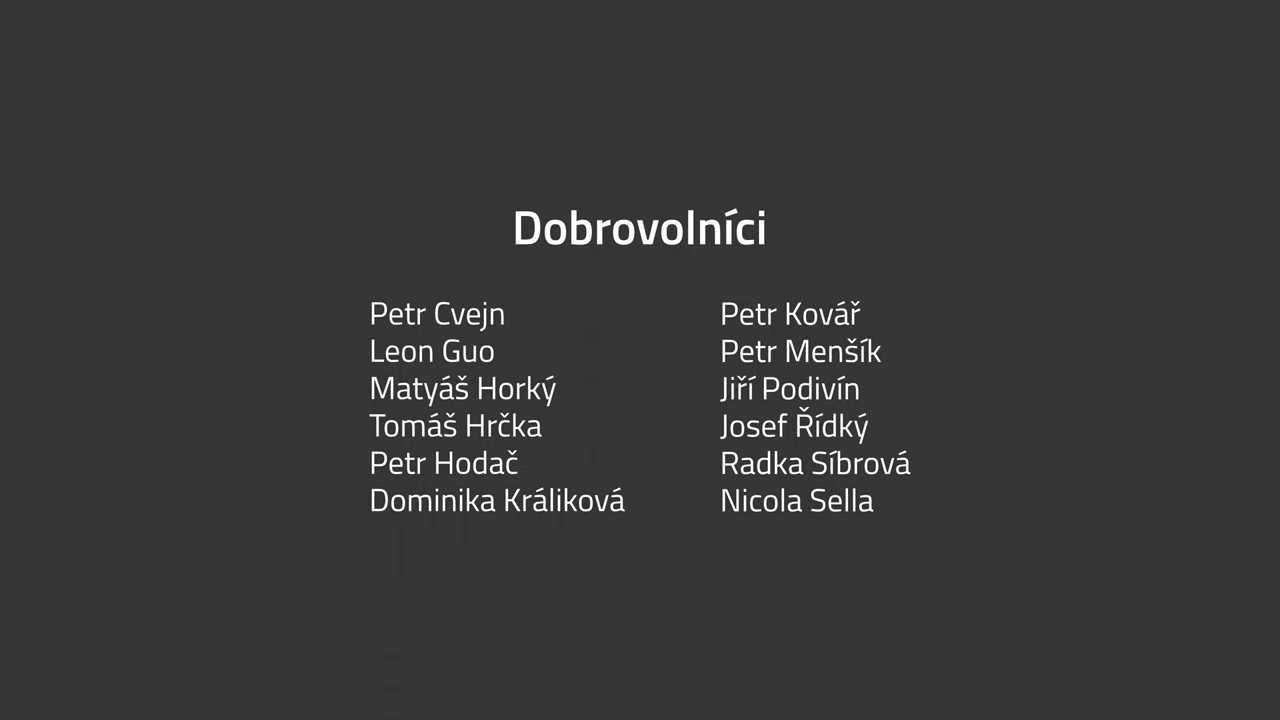 Dobrovolníci
Petr Cvejn
Leon Guo
Matyáš Horký
Tomáš Hrčka
Petr Hodač
Dominika Králiková
Petr Kovář
Petr Menšík
Jiří Podivín
Josef Řídký
Radka Síbrová
Nicola Sella